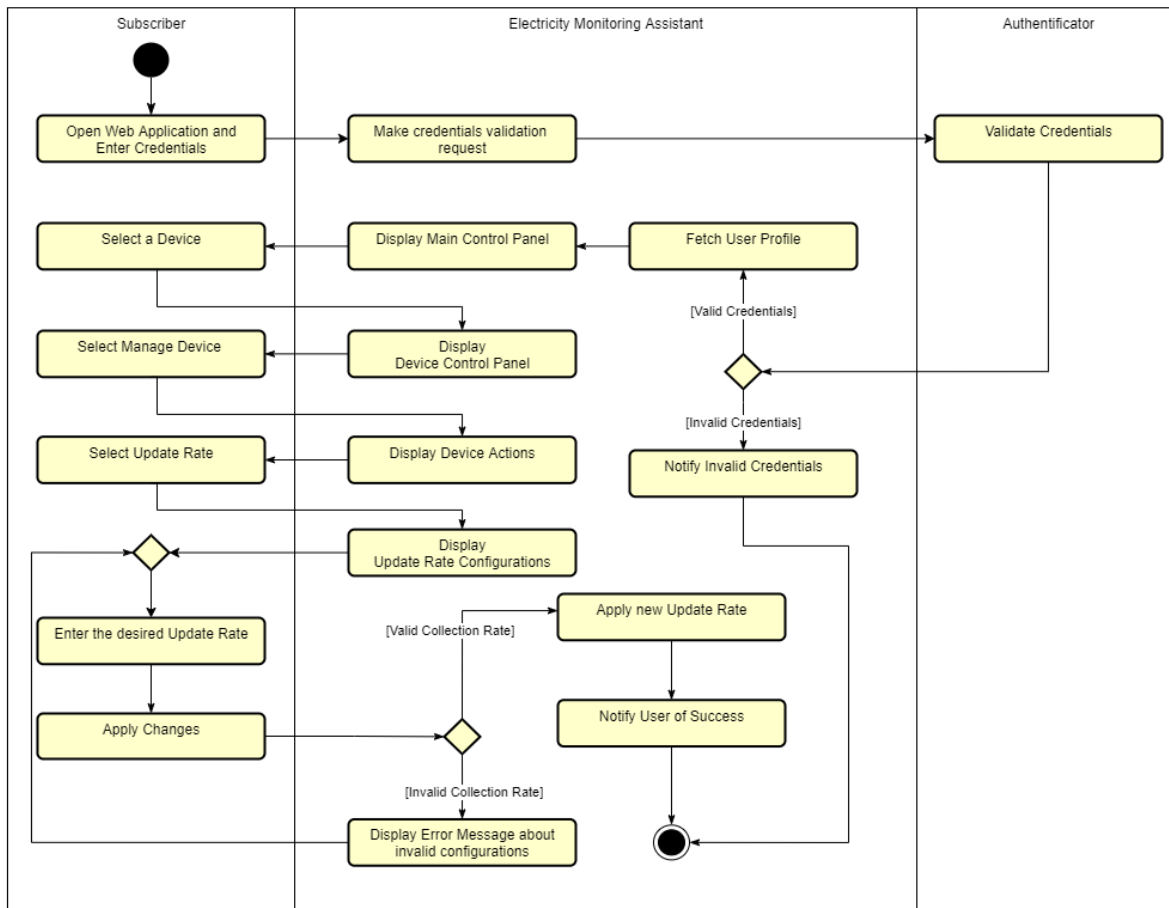 Subscriber
Electricity Monitoring Assistant
Authentificator
Open Web Application and
Enter Credentials
Make credentials validation
request
Validate Credentials
Select a Device
Display Main Control Panel
Fetch User Profile
[Valid Credentials]
Select Manage Device
Display
Device Control Panel
[Invalid Credentials]
Select Update Rate
Display Device Actions
Notify Invalid Credentials
Display
Update Rate Configurations
Enter the desired Update Rate
[Valid Collection Rate]
Apply new Update Rate
Apply Changes
Notify User of Success
[Invalid Collection Rate]
Display Error Message about
invalid configurations